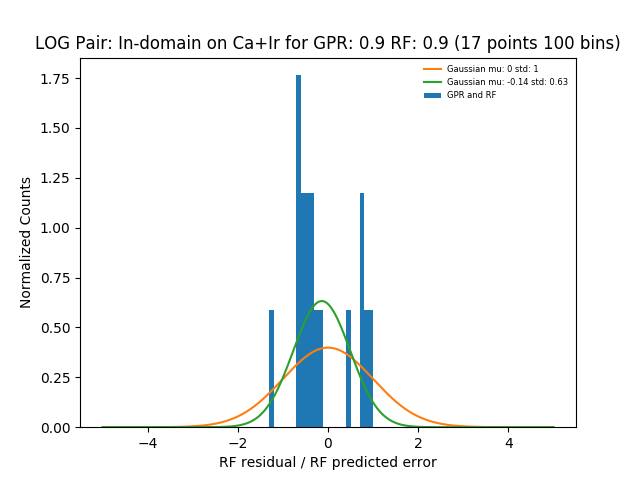 LOG Pair: In-domain on Ca+Ir for GPR: 0.9 RF: 0.9 (17 points 100 bins)
Gaussian mu: 0 std: 1
Gaussian mu: -0.14 std: 0.63
GPR and RF
Normalized Counts
1.75
1.50
1.25
1.00
0.75
0.50
0.25
0.00
−4 −2 0 2 4
RF residual / RF predicted error